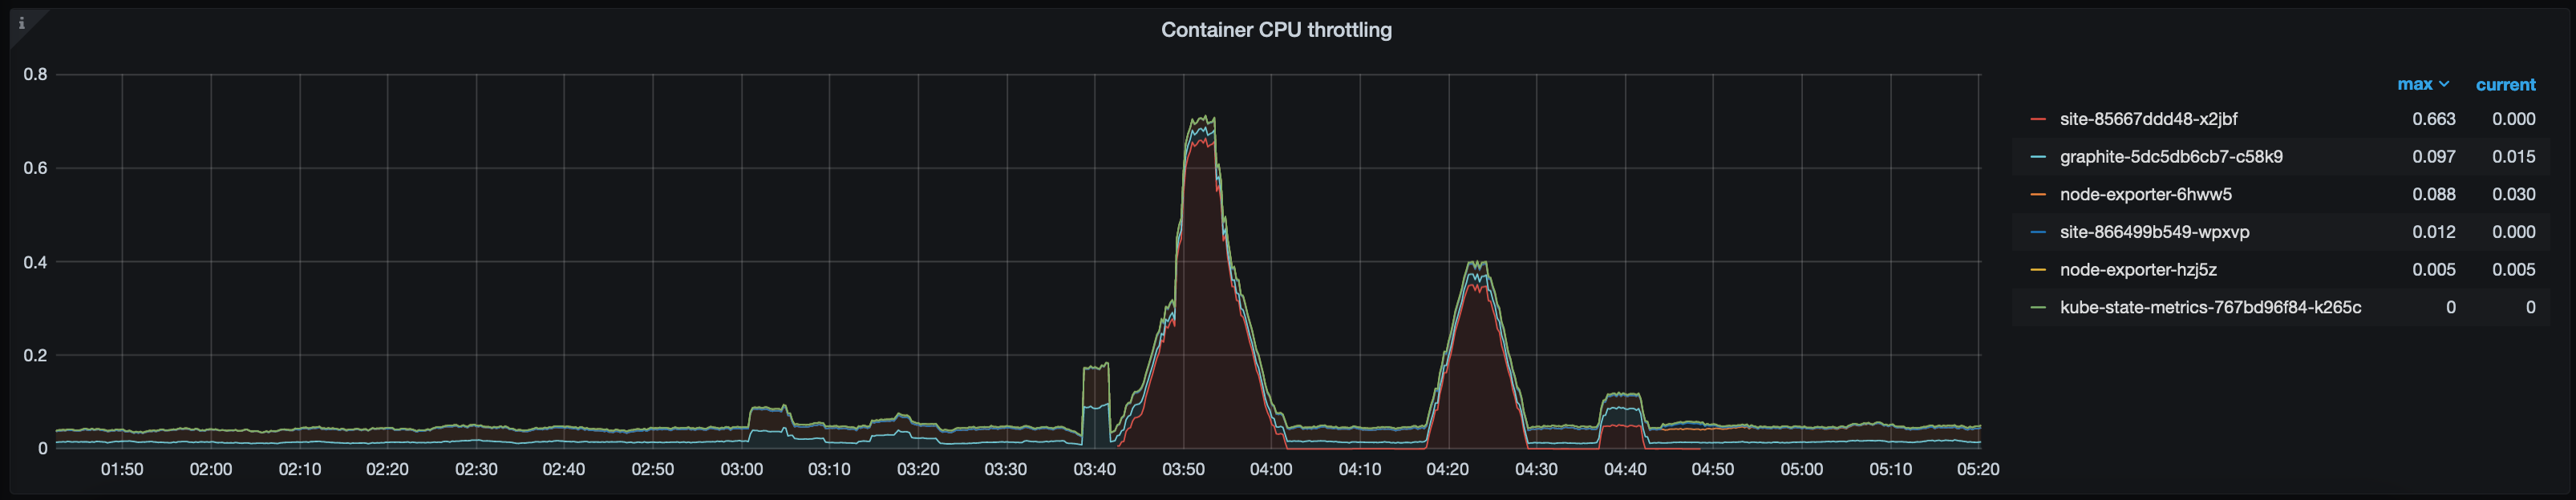 i
Container CPU throttling
0.8
0.6
0.4
0.2
0
01:50 02:00 02:10 02:20 02:30 02:40 02:50 03:00 03:10 03:20 03:30 03:40 03:50 04:00 04:10 04:20 04:30 04:40 04:50 05:00 05:10 05:20
max current
site-85667ddd48-x2jbf 0.663 0.000
graphite-5dc5db6cb7-c58k9 0.097 0.015
node-exporter-6hww5 0.088 0.030
site-866499b549-wpxvp 0.012 0.000
node-exporter-hzj5z 0.005 0.005
kube-state-metrics-767bd96f84-k265c 0 0